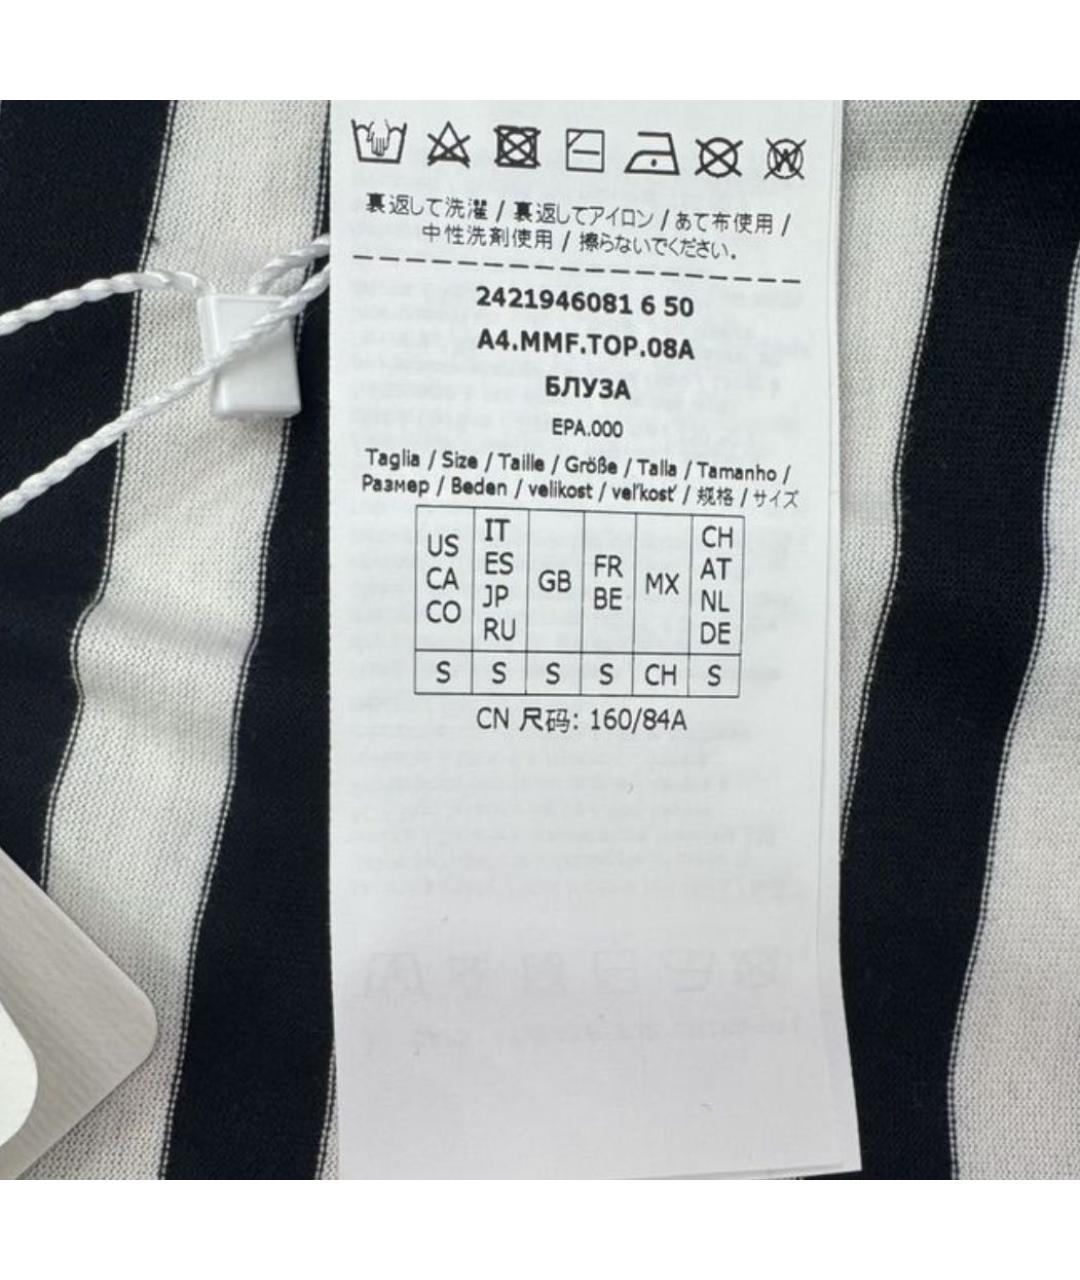 裏返して洗濯 / 裏返してアイロン / あて布使用 /
中性洗剤使用 / 擦らないでください。
2421946081 6 50
A4.MMF.TOP.08A
БЛУЗА
EPA.000
Taglia / Size / Taille / Größe / Talla / Tamanho /
Размер / Beden / velikost / veľkosť / 规格 / サイズ
US CA CO IT ES JP RU GB FR BE MX CH AT NL DE
S S S S CH S
CN 尺码: 160/84A